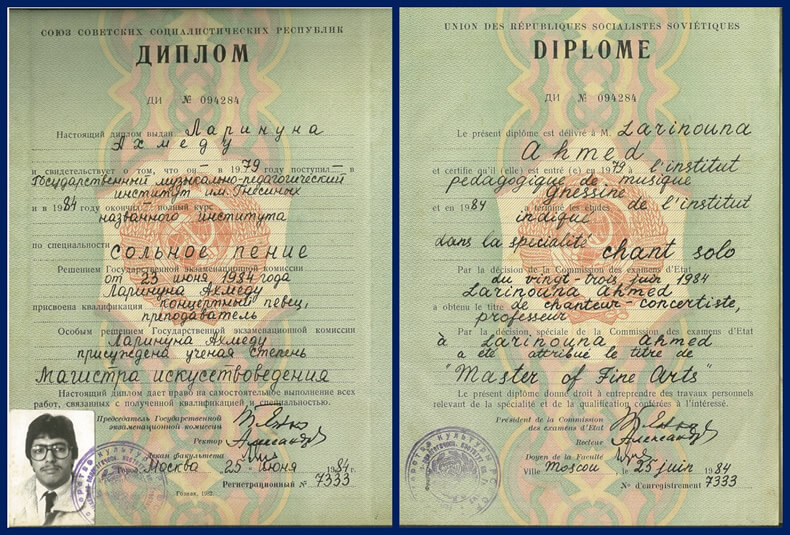 СОЮЗ СОВЕТСКИХ СОЦИАЛИСТИЧЕСКИХ РЕСПУБЛИК
ДИПЛОМ
ДИ № 094284
Настоящий диплом выдан Ларинуна
Ахмеду
и свидетельствует о том, что он — в 1979 году поступил — в
Государственный музыкально-педагогический
институт им. Гнесиных
и в 1984 году окончил полный курс
названного института
по специальности
сольное пение
Решением Государственной экзаменационной комиссии
от 23 июня 1984 года
Ларинуна Ахмеду
присвоена квалификация концертный певец,
преподаватель
Особым решением Государственной экзаменационной комиссии
Ларинуна Ахмеду
присуждена ученая степень
Магистра искусствоведения
Настоящий диплом дает право на самостоятельное выполнение всех
работ, связанных с полученной квалификацией и специальностью.
Председатель Государственной
экзаменационной комиссии
Ректор
Декан факультета
Город Москва 25 июня 1984 г.
Регистрационный № 7333
Гознак, 1982.
UNION DES RÉPUBLIQUES SOCIALISTES SOVIÉTIQUES
DIPLOME
ДИ № 094284
Le présent diplôme est délivré à M. Larinouna
Ahmed
et certifie qu'il (elle) est entré (e) en 1979 à l'institut
pedagogique de musique
Gnessine
et en 1984 a terminé les études de l'institut
indiqué
dans la spécialité chant solo
Par la décision de la Commission des examens d'Etat
du vingt-trois juin 1984
Larinouna Ahmed
a obtenu le titre de chanteur-concertiste,
professeur
Par la décision spéciale de la Commission des examens d'Etat
à Larinouna Ahmed
a été attribué le titre de
"Master of Fine Arts"
Le présent diplôme donne droit à entreprendre des travaux personnels
relevant de la spécialité et de la qualification conférées à l'intéressé.
Président de la Commission
des examens d'Etat
Recteur
Doyen de la Faculté
Ville Moscou le 25 juin 1984
N° d'enregistrement 7333